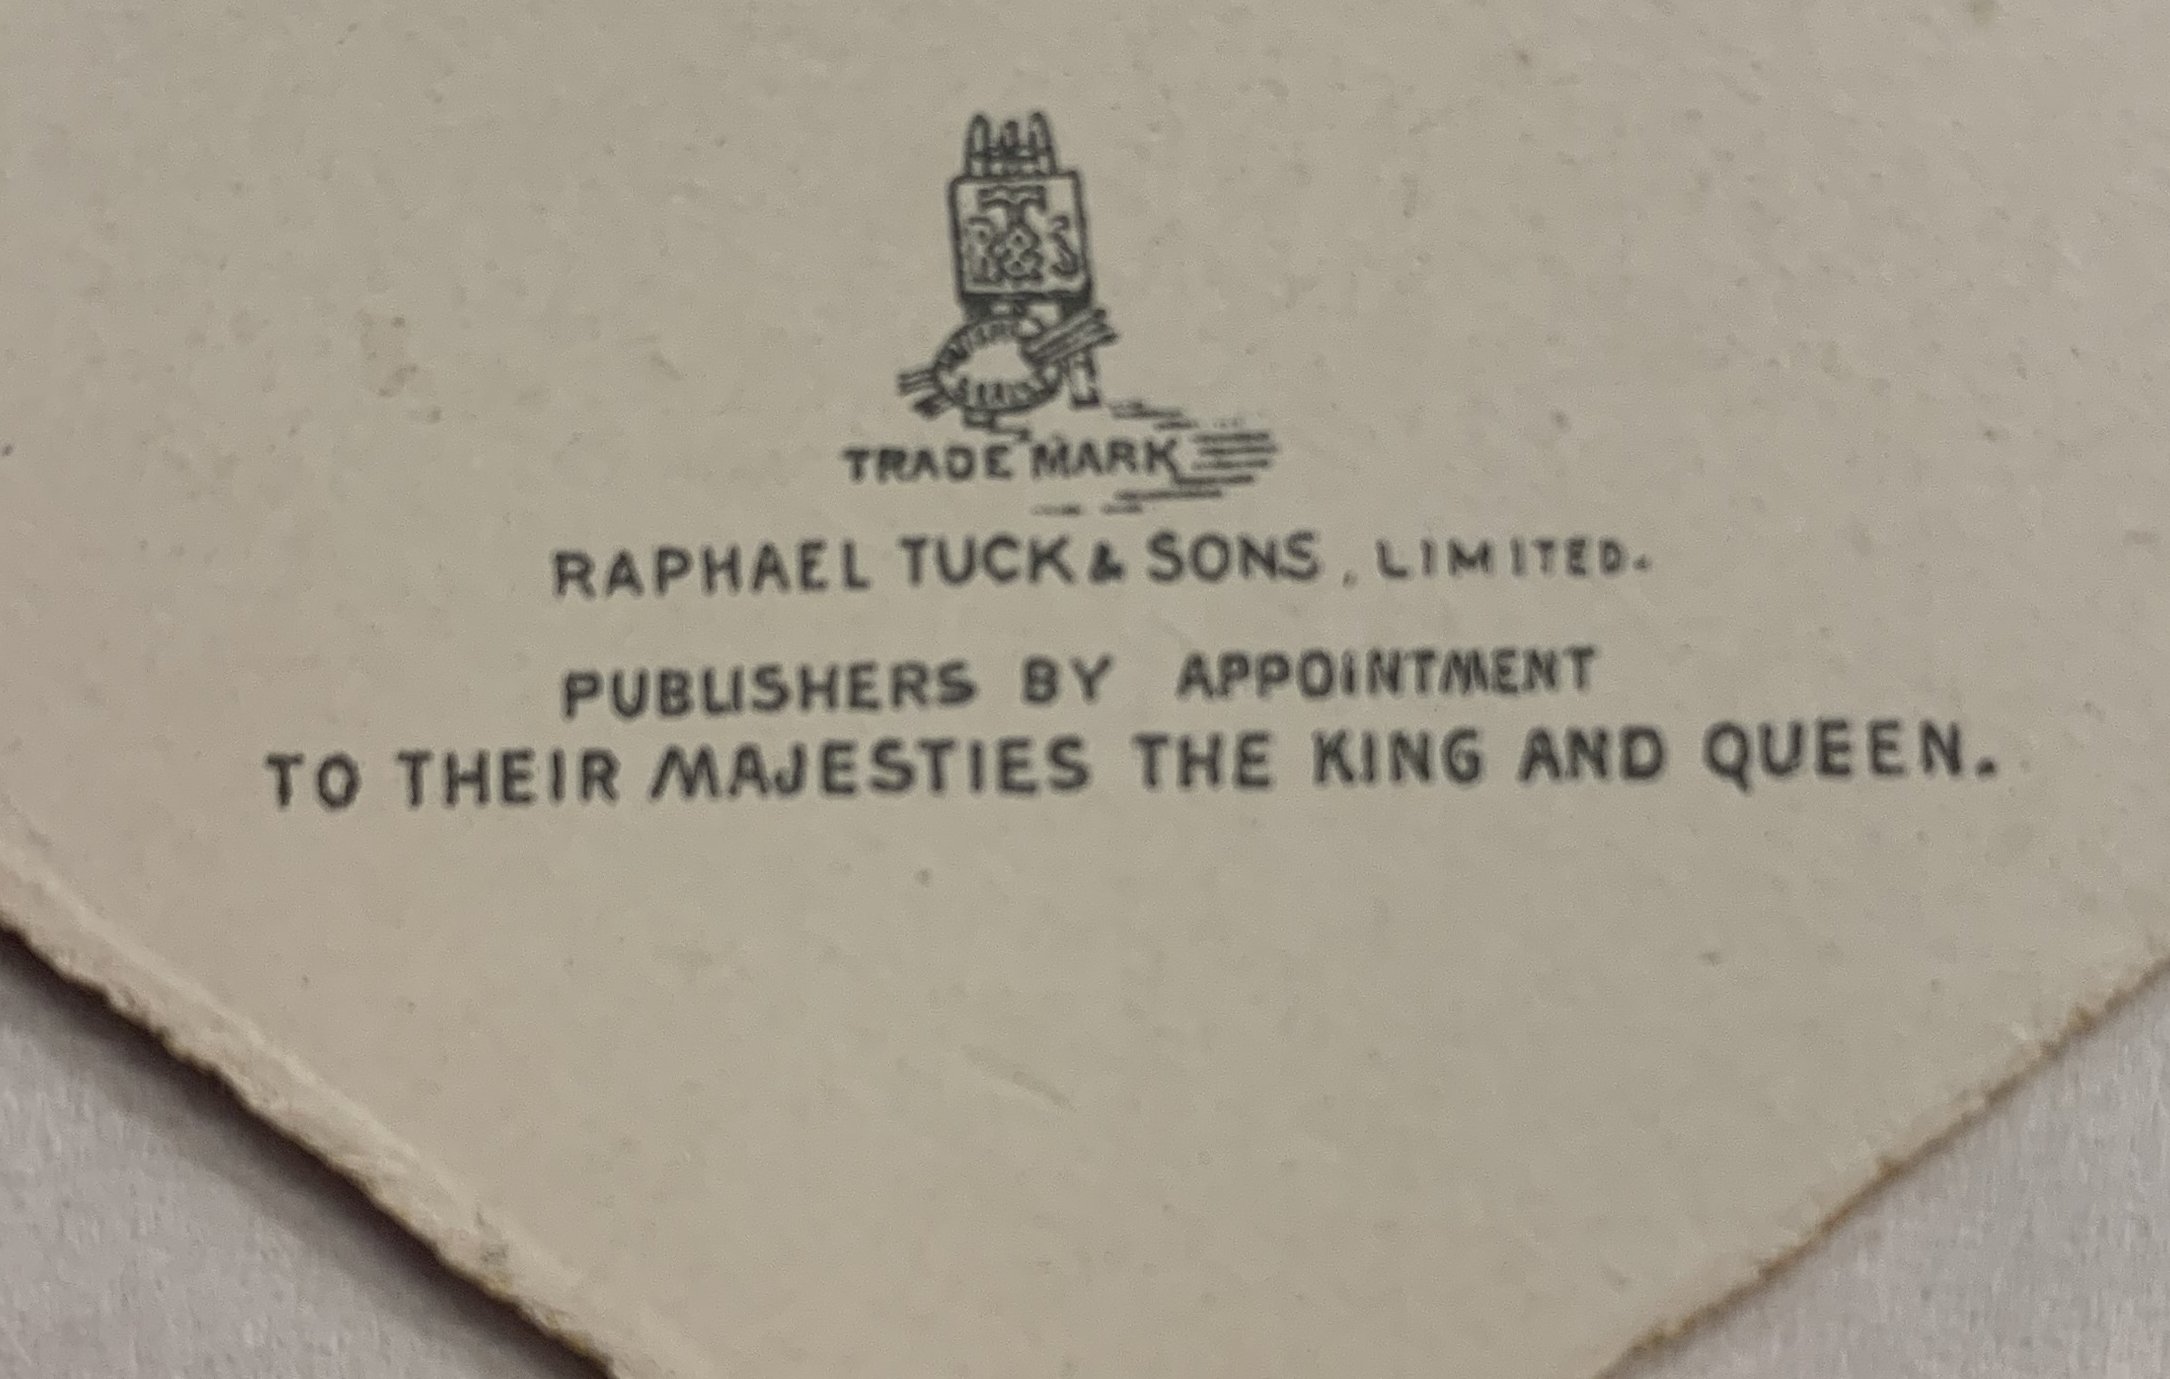 T
R & S
TRADE MARK
RAPHAEL TUCK & SONS, LIMITED.
PUBLISHERS BY APPOINTMENT
TO THEIR MAJESTIES THE KING AND QUEEN.